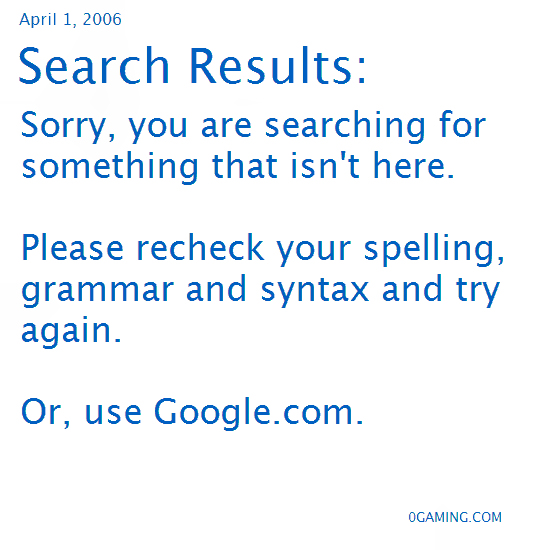 April 1, 2006
Search Results:
Sorry, you are searching for
something that isn't here.
Please recheck your spelling,
grammar and syntax and try
again.
Or, use Google.com.
0GAMING.COM